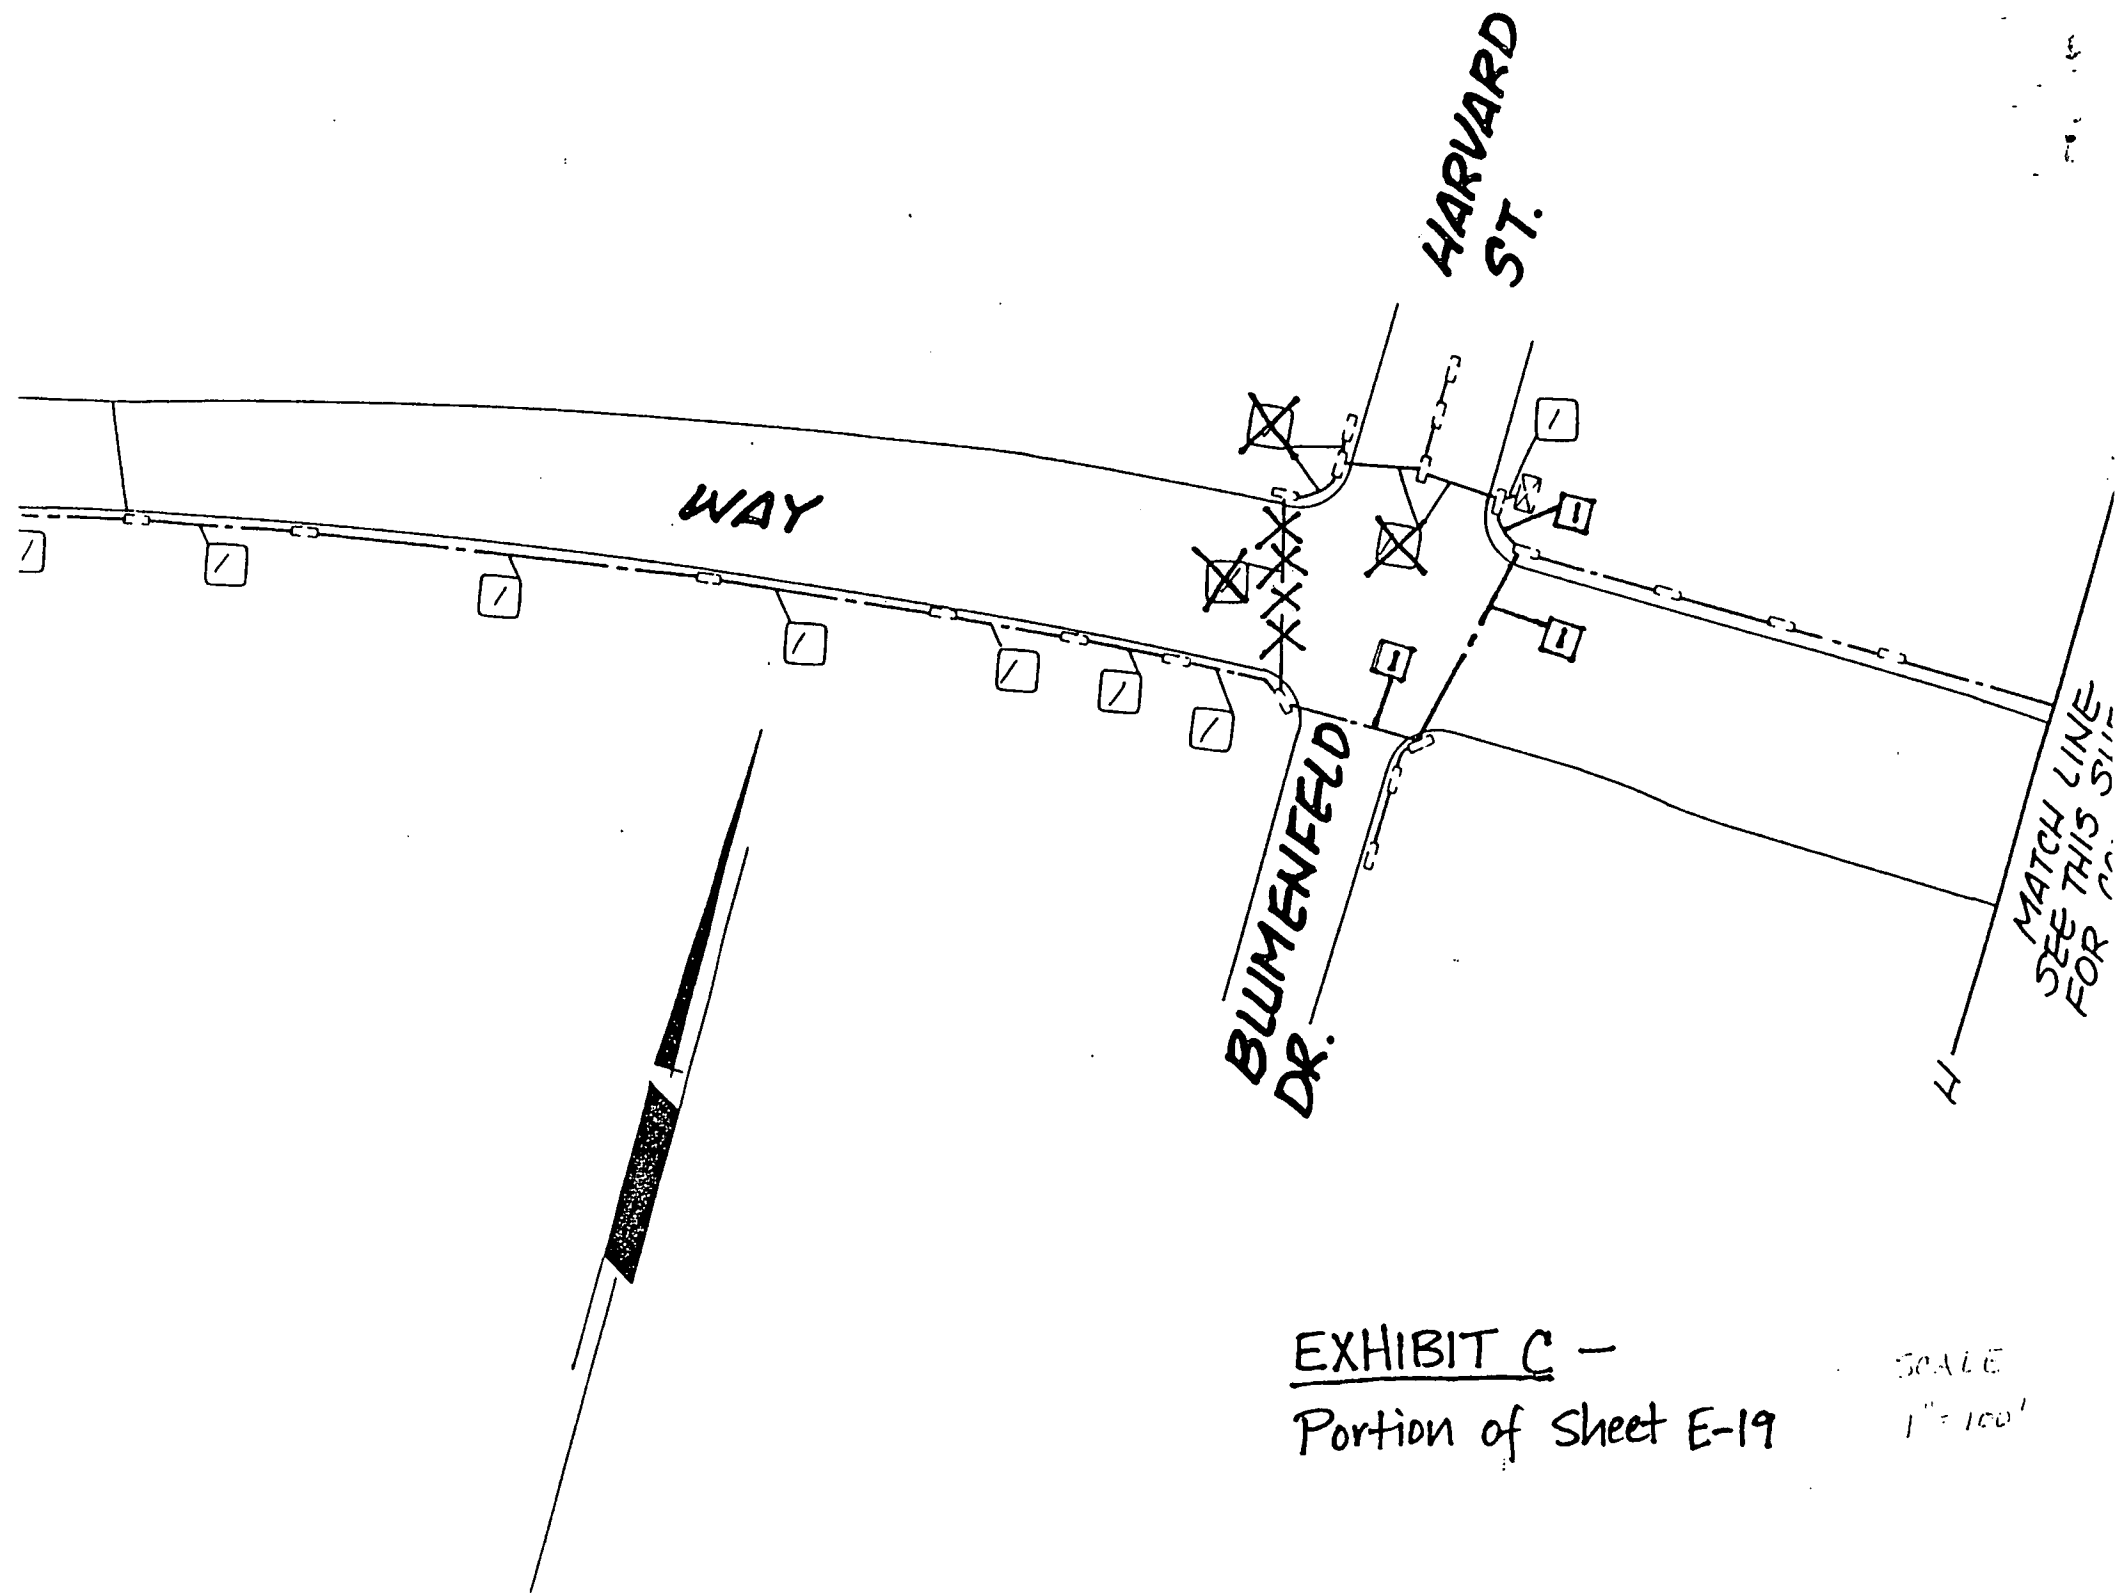 HARVARD
ST.
WAY
BLUMENFELD
DR.
MATCH LINE
SEE THIS
FOR
H
EXHIBIT C -
Portion of Sheet E-19
SCALE
1" = 100'